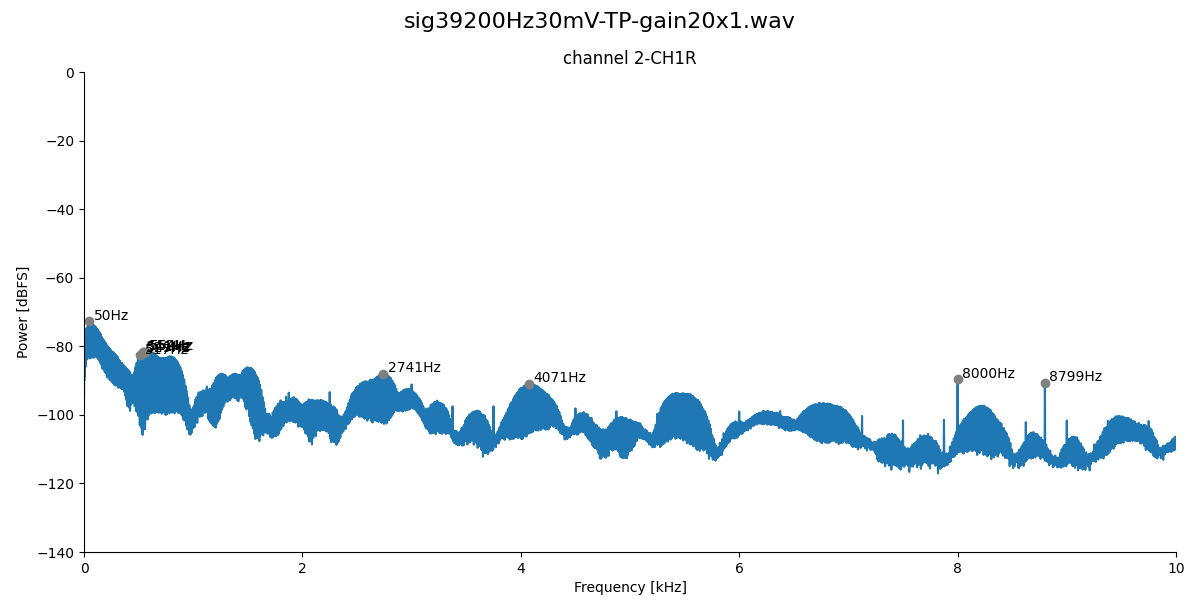 sig39200Hz30mV-TP-gain20x1.wav
channel 2-CH1R
Power [dBFS]
0
−20
−40
−60
−80
−100
−120
−140
50Hz
2741Hz
4071Hz
8000Hz
8799Hz
0 2 4 6 8 10
Frequency [kHz]